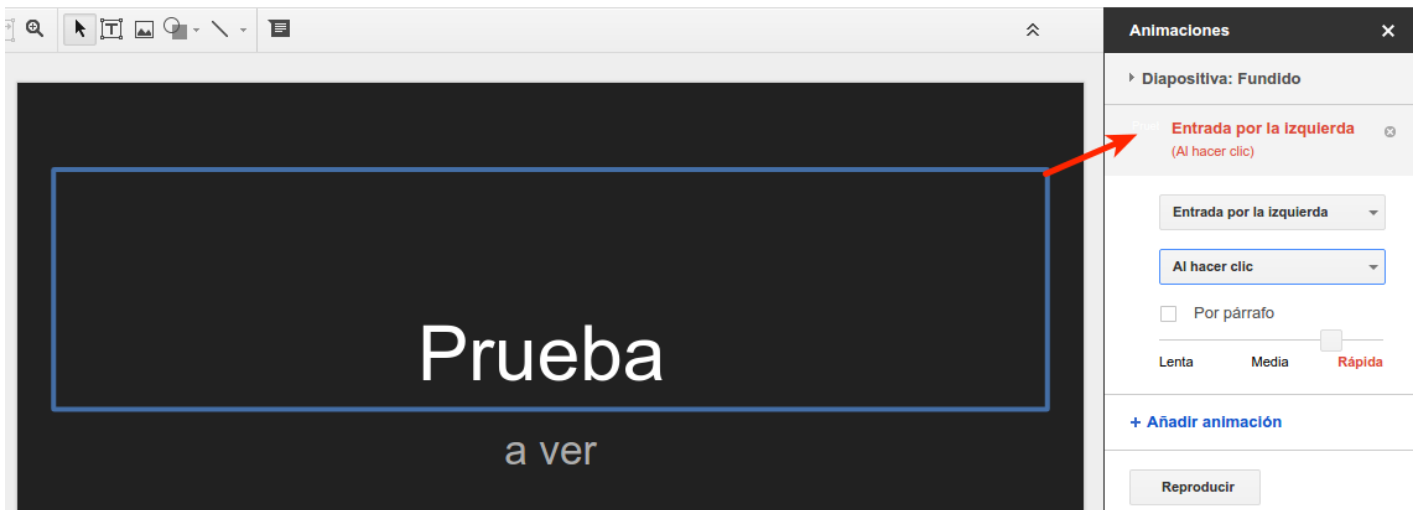 Animaciones
Diapositiva: Fundido
Entrada por la izquierda
(Al hacer clic)
Entrada por la izquierda
Al hacer clic
Por párrafo
Lenta Media Rápida
+ Añadir animación
Reproducir
Prueba
a ver